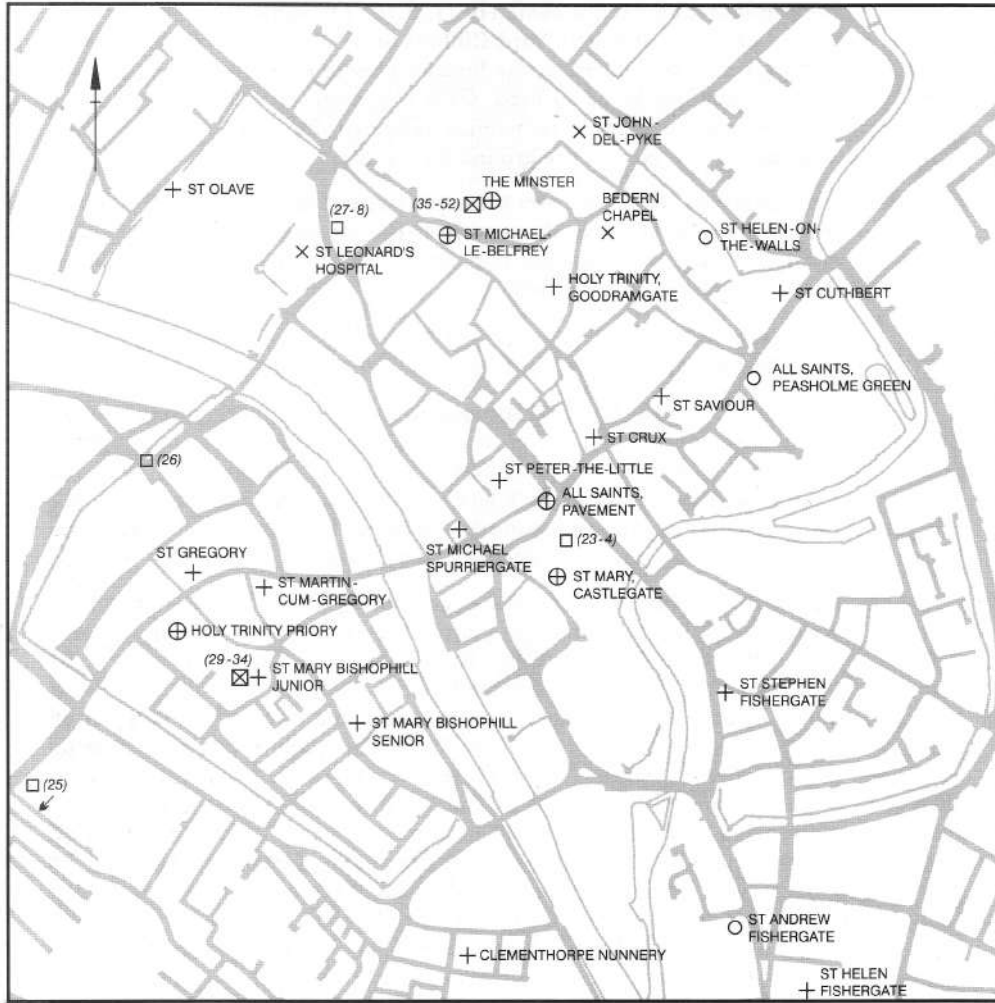 ST JOHN-
DEL-PYKE
ST OLAVE
THE MINSTER
(35-52)
BEDERN
CHAPEL
(27-8)
ST MICHAEL-
LE-BELFREY
ST HELEN-ON-
THE-WALLS
ST LEONARD'S
HOSPITAL
HOLY TRINITY,
GOODRAMGATE
ST CUTHBERT
ALL SAINTS,
PEASHOLME GREEN
ST SAVIOUR
ST CRUX
(26)
ST PETER-THE-LITTLE
ALL SAINTS,
PAVEMENT
(23-4)
ST MICHAEL
SPURRIERGATE
ST GREGORY
ST MARTIN-
CUM-GREGORY
ST MARY,
CASTLEGATE
HOLY TRINITY PRIORY
(29-34)
ST MARY BISHOPHILL
JUNIOR
ST STEPHEN
FISHERGATE
ST MARY BISHOPHILL
SENIOR
(25)
ST ANDREW
FISHERGATE
CLEMENTHORPE NUNNERY
ST HELEN
FISHERGATE